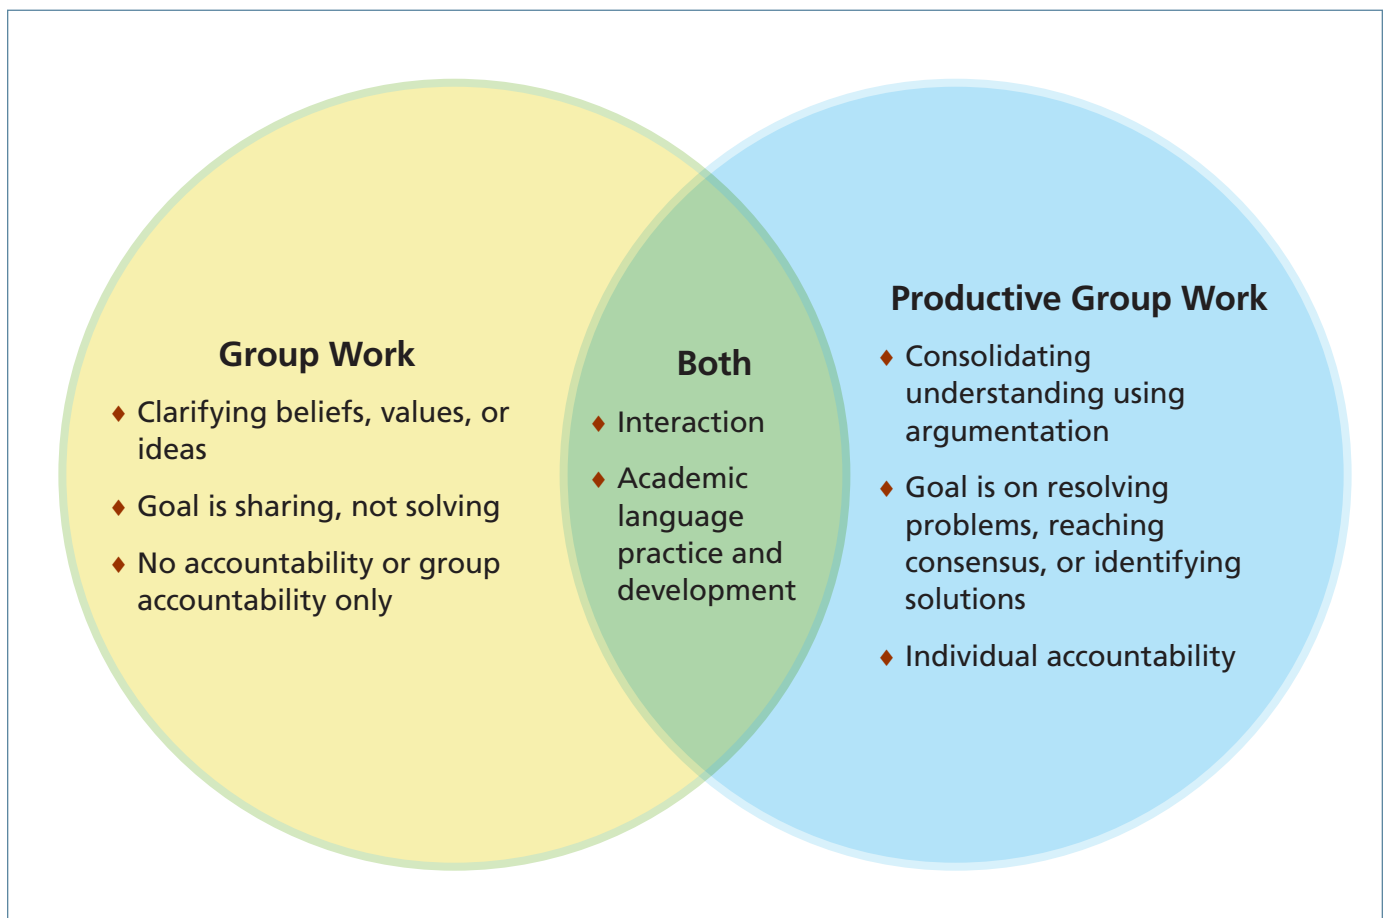 Group Work
♦ Clarifying beliefs, values, or
ideas
♦ Goal is sharing, not solving
♦ No accountability or group
accountability only
Both
♦ Interaction
♦ Academic
language
practice and
development
Productive Group Work
♦ Consolidating
understanding using
argumentation
♦ Goal is on resolving
problems, reaching
consensus, or identifying
solutions
♦ Individual accountability